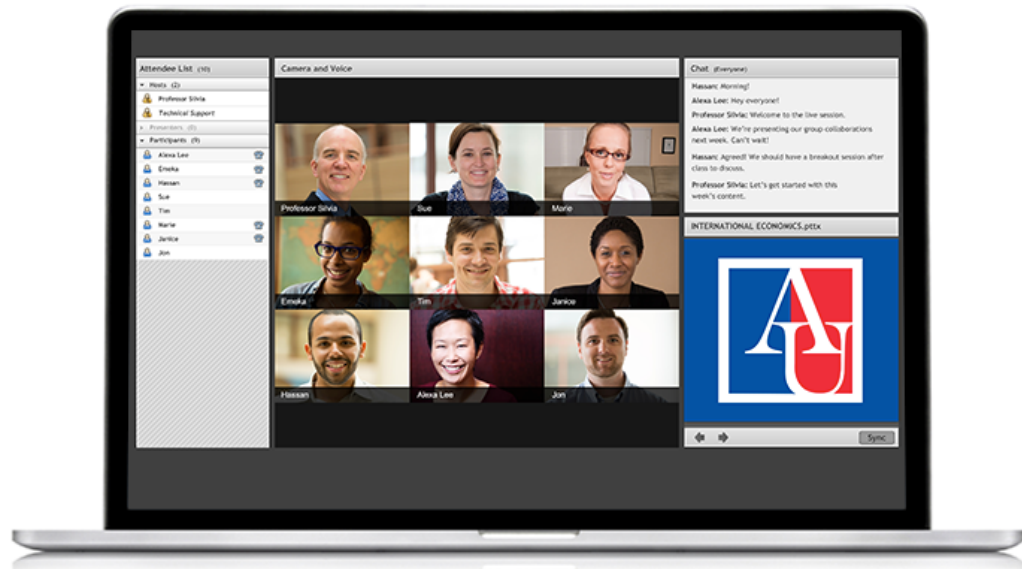 Attendee List (10)
Hosts (2)
Professor Silvia
Technical Support
Presenters (0)
Participants (9)
Alexa Lee
Emeka
Hassan
Sue
Tim
Marie
Janice
Jon
Camera and Voice
Professor Silvia
Sue
Marie
Emeka
Tim
Janice
Hassan
Alexa Lee
Jon
Chat (Everyone)
Hassan: Morning!
Alexa Lee: Hey everyone!
Professor Silvia: Welcome to the live session.
Alexa Lee: We're presenting our group collaborations
next week. Can't wait!
Hassan: Agreed! We should have a breakout session after
class to discuss.
Professor Silvia: Let's get started with this
week's content.
INTERNATIONAL ECONOMICS.pttx
AU
Sync